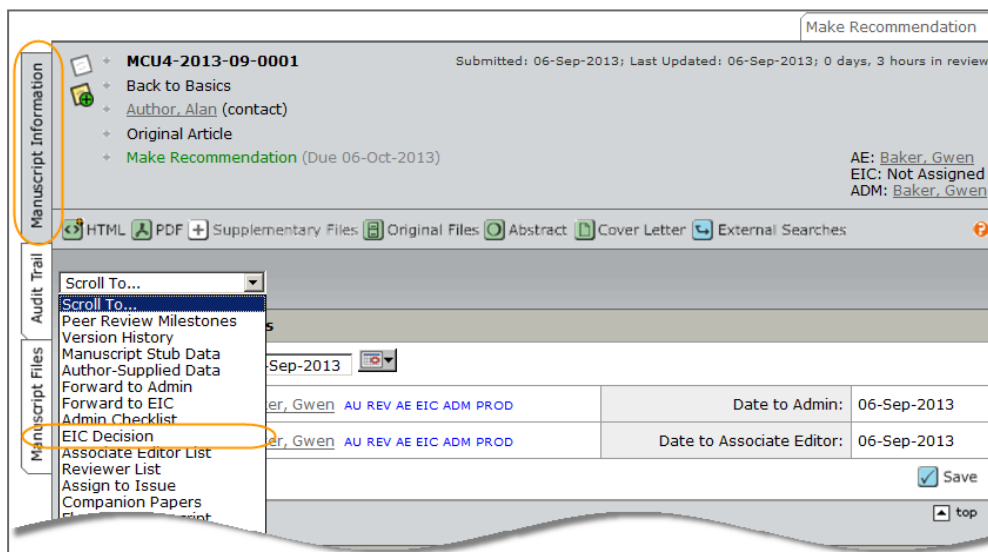 Make Recommendation
Manuscript Information
Audit Trail
Manuscript Files
MCU4-2013-09-0001
Submitted: 06-Sep-2013; Last Updated: 06-Sep-2013; 0 days, 3 hours in review
Back to Basics
Author, Alan (contact)
Original Article
Make Recommendation (Due 06-Oct-2013)
AE: Baker, Gwen
EIC: Not Assigned
ADM: Baker, Gwen
HTML PDF Supplementary Files Original Files Abstract Cover Letter External Searches
Scroll To...
Scroll To...
Peer Review Milestones
Version History
Manuscript Stub Data
Author-Supplied Data
Forward to Admin
Forward to EIC
Admin Checklist
EIC Decision
Associate Editor List
Reviewer List
Assign to Issue
Companion Papers
s
-Sep-2013
er, Gwen AU REV AE EIC ADM PROD Date to Admin: 06-Sep-2013
er, Gwen AU REV AE EIC ADM PROD Date to Associate Editor: 06-Sep-2013
Save
top